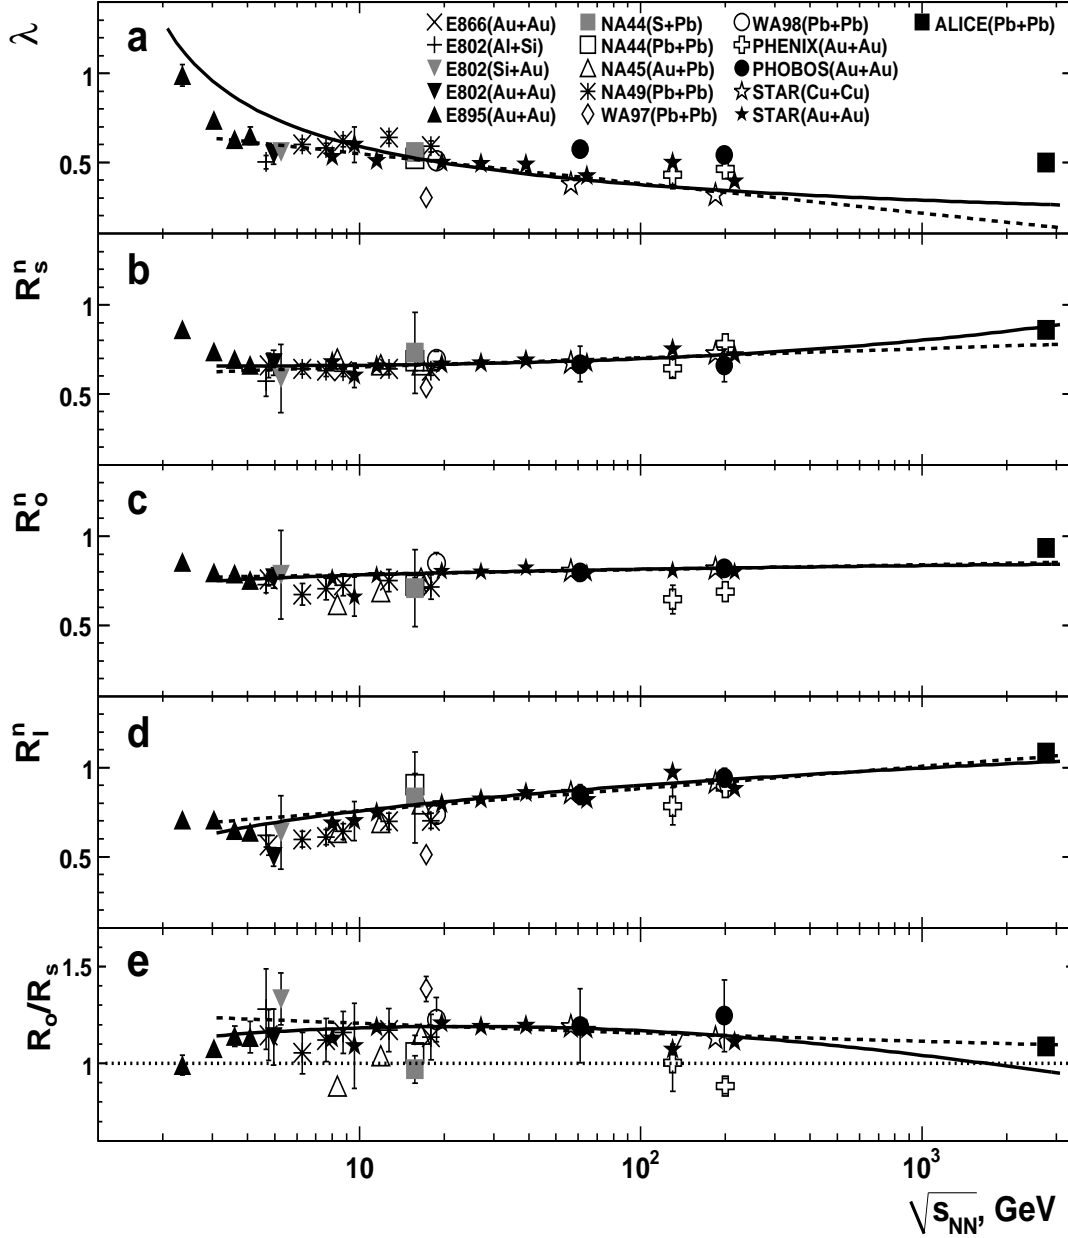 λ
a
E866(Au+Au)
E802(Al+Si)
E802(Si+Au)
E802(Au+Au)
E895(Au+Au)
NA44(S+Pb)
NA44(Pb+Pb)
NA45(Au+Pb)
NA49(Pb+Pb)
WA97(Pb+Pb)
WA98(Pb+Pb)
PHENIX(Au+Au)
PHOBOS(Au+Au)
STAR(Cu+Cu)
STAR(Au+Au)
ALICE(Pb+Pb)
1
0.5
b
R_s^n
1
0.5
c
R_o^n
1
0.5
d
R_l^n
1
0.5
e
R_o/R_s
1.5
1
10
10^2
10^3
√s_NN, GeV